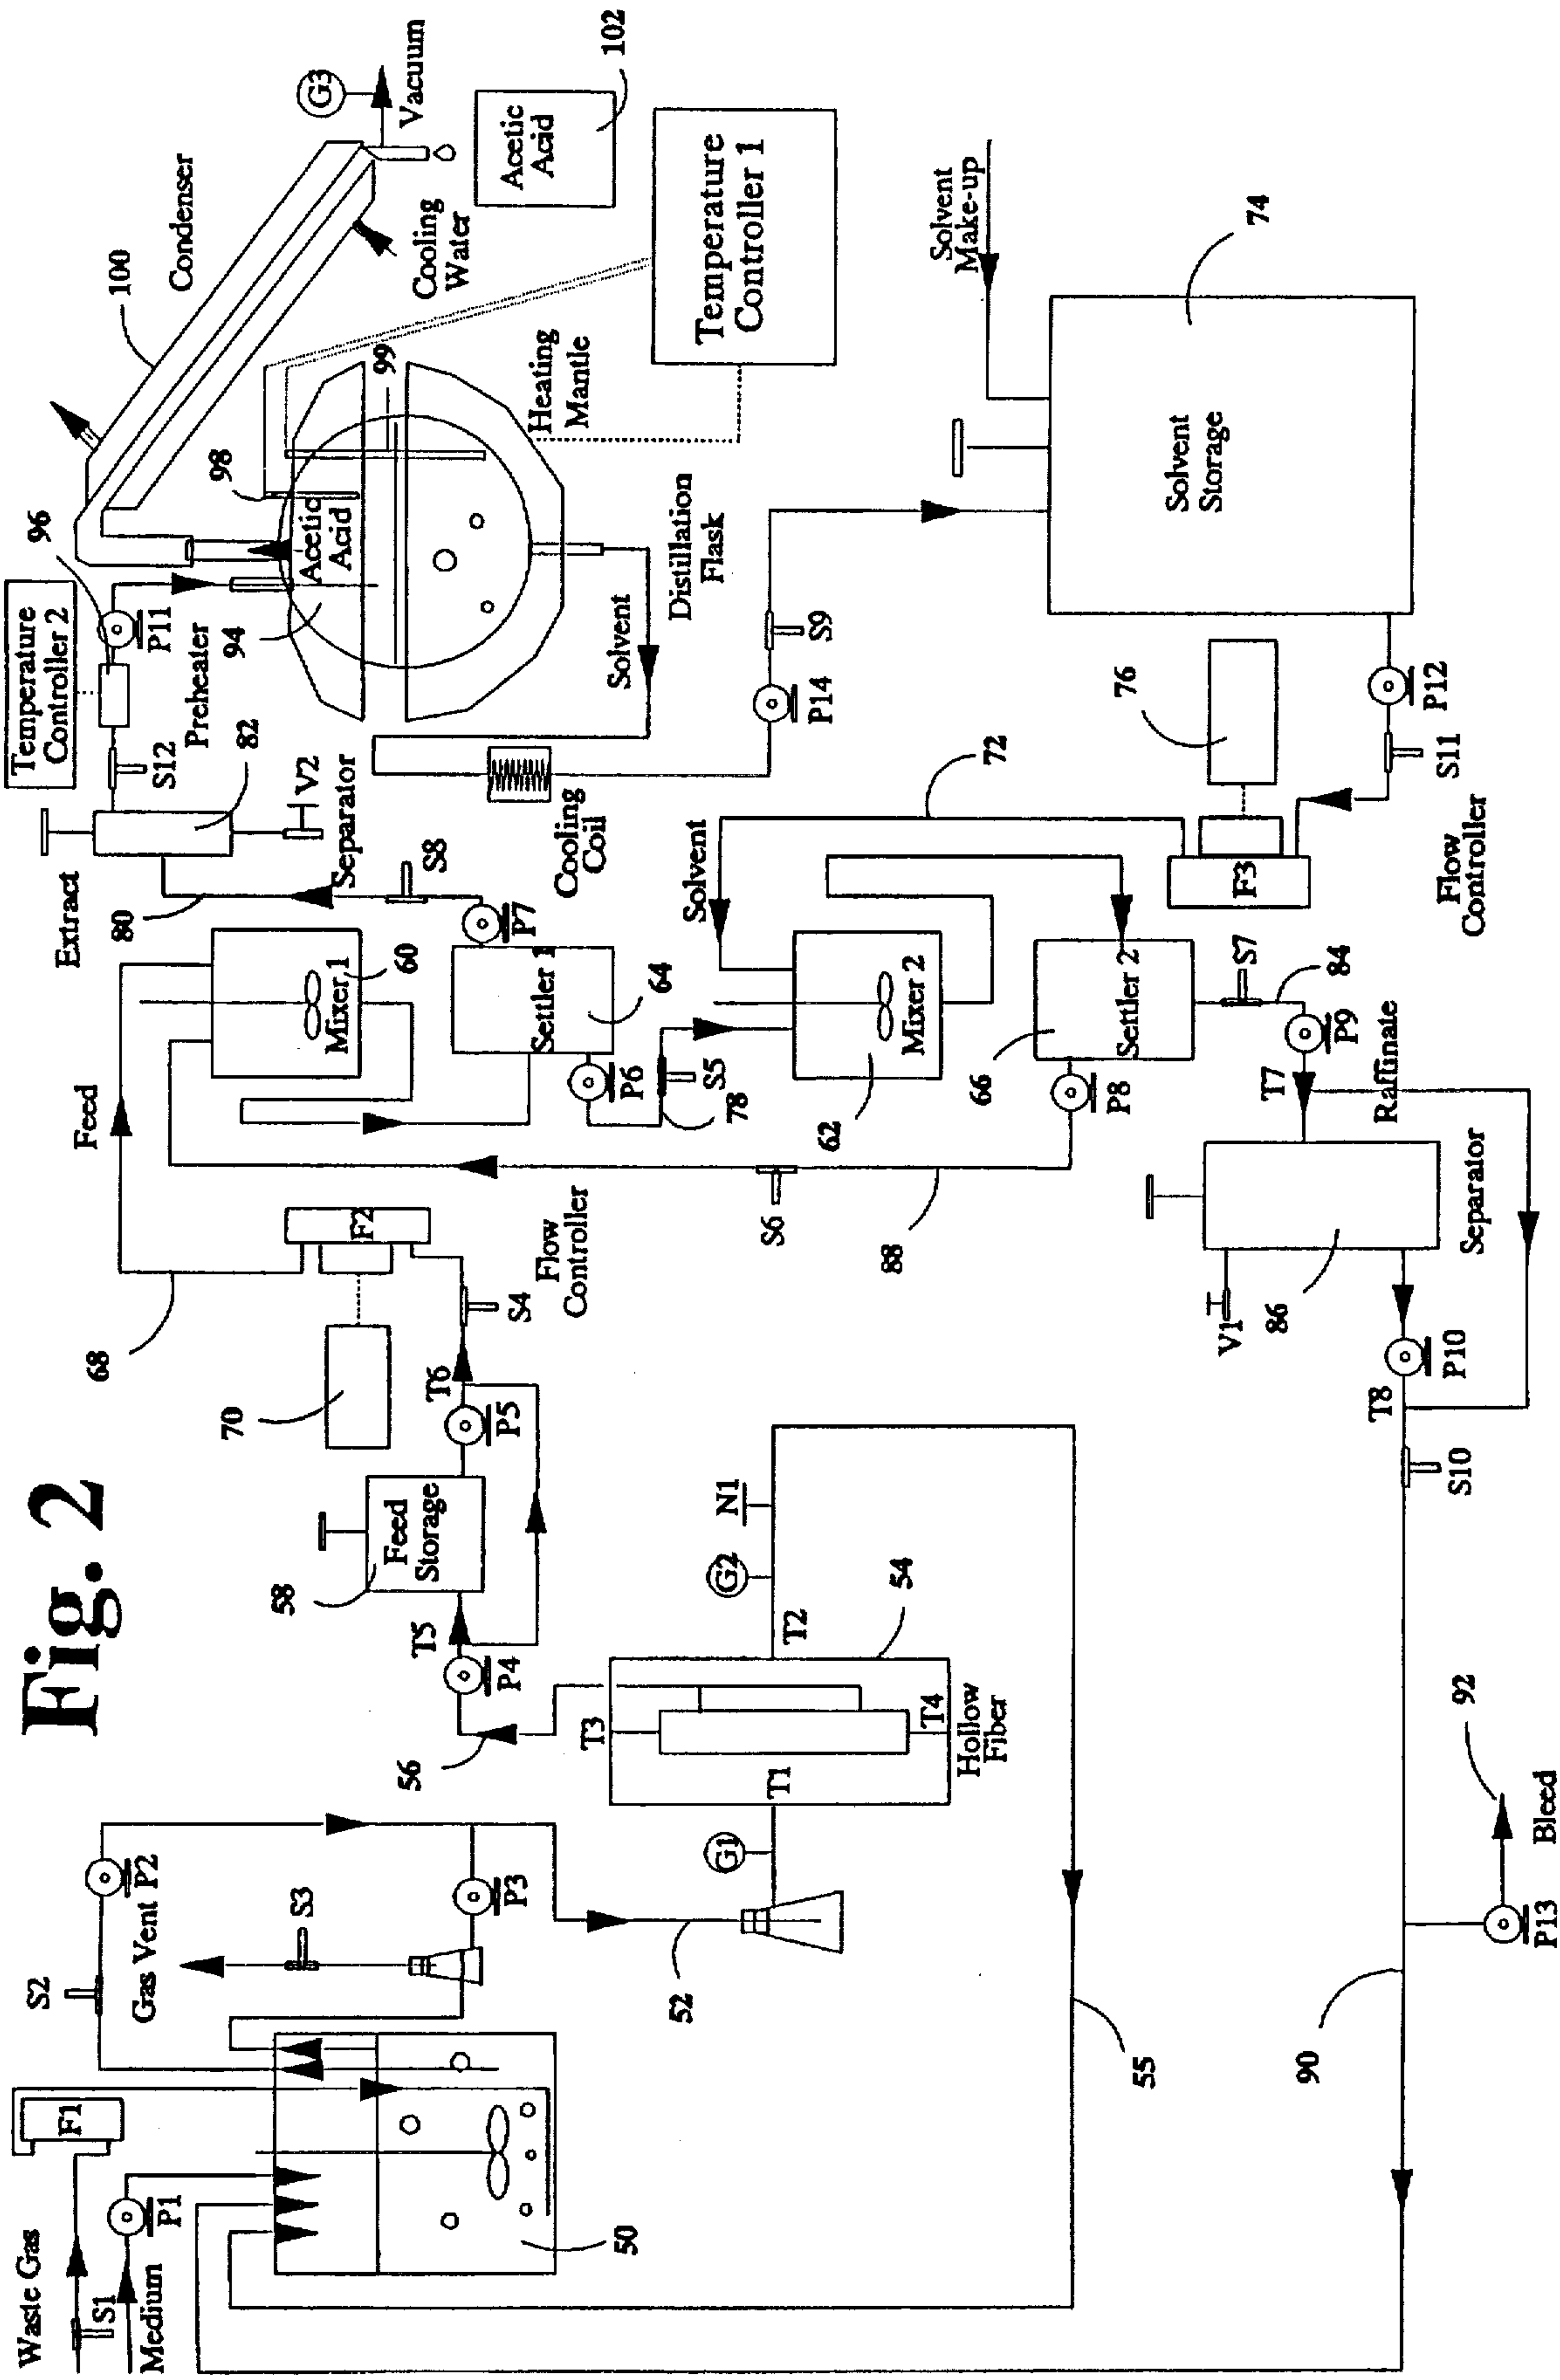 Fig. 2
Waste Gas
S1
Medium
F1
P1
50
S2
Gas Vent
P2
S3
P3
52
G1
T1
T2
T3
T4
Hollow
Fiber
54
G2
N1
55
56
P4
T5
58
Feed
Storage
P5
T6
S4
70
F2
Flow
Controller
68
Feed
Mixer 1
60
Settler 1
64
P6
S5
78
P7
S8
Extract
80
Separator
V2
82
S12
Temperature
Controller 2
Preheater
96
P11
94
Acetic
Acid
98
99
Heating
Mantle
Distillation
Flask
Solvent
Cooling
Coil
100
Condenser
Cooling
Water
G3
Vacuum
Acetic
Acid
102
Temperature
Controller 1
P14
S9
Solvent
Make-up
74
Solvent
Storage
P12
S11
76
F3
Flow
Controller
72
Solvent
Mixer 2
62
Settler 2
66
P8
S6
88
S7
84
P9
T7
Raffinate
Separator
86
V1
P10
T8
S10
90
P13
Bleed
92